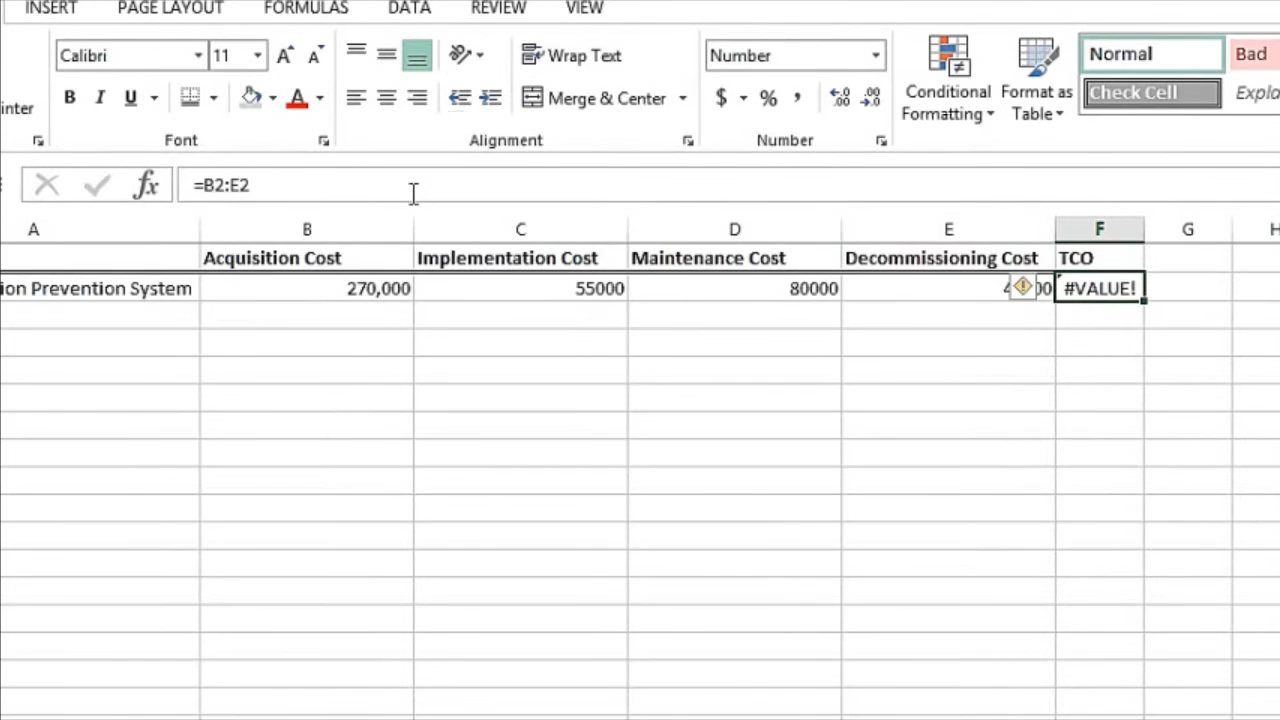 INSERT PAGE LAYOUT FORMULAS DATA REVIEW VIEW
Calibri 11 A A Wrap Text Number Normal Bad
inter B I U A Merge & Center $ % , .00 .00 Conditional Formatting Format as Table Check Cell Expla
Font Alignment Number
fx =B2:E2
A B C D E F G H
Acquisition Cost Implementation Cost Maintenance Cost Decommissioning Cost TCO
ion Prevention System 270,000 55000 80000 #VALUE!